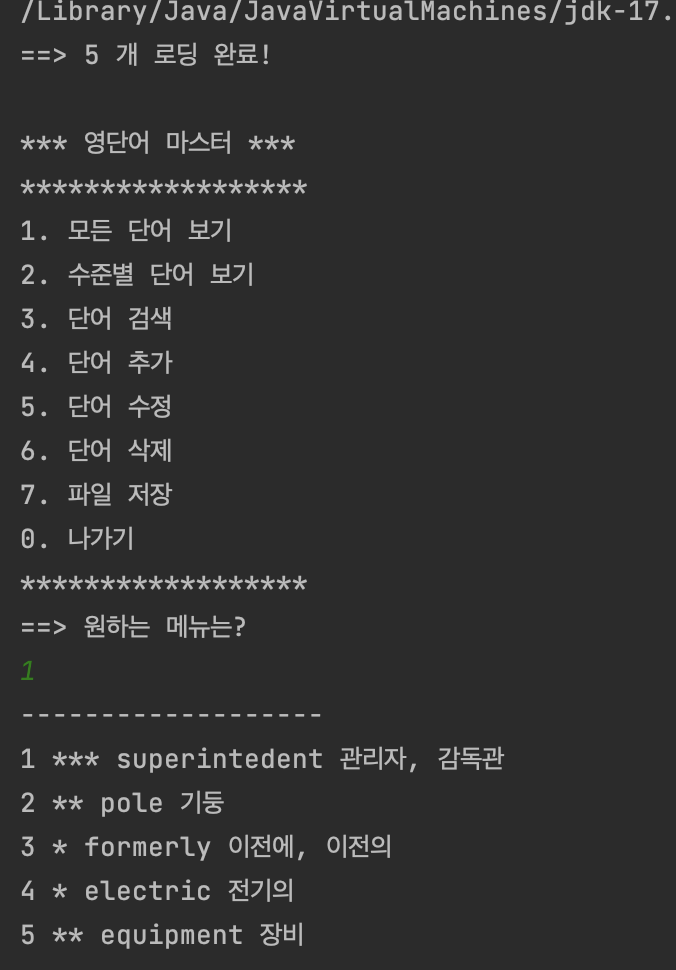 /Library/Java/JavaVirtualMachines/jdk-17.
==> 5 개 로딩 완료!
*** 영단어 마스터 ***
******************
1. 모든 단어 보기
2. 수준별 단어 보기
3. 단어 검색
4. 단어 추가
5. 단어 수정
6. 단어 삭제
7. 파일 저장
0. 나가기
******************
==> 원하는 메뉴는?
1
-------------------
1 *** superintedent 관리자, 감독관
2 ** pole 기둥
3 * formerly 이전에, 이전의
4 * electric 전기의
5 ** equipment 장비